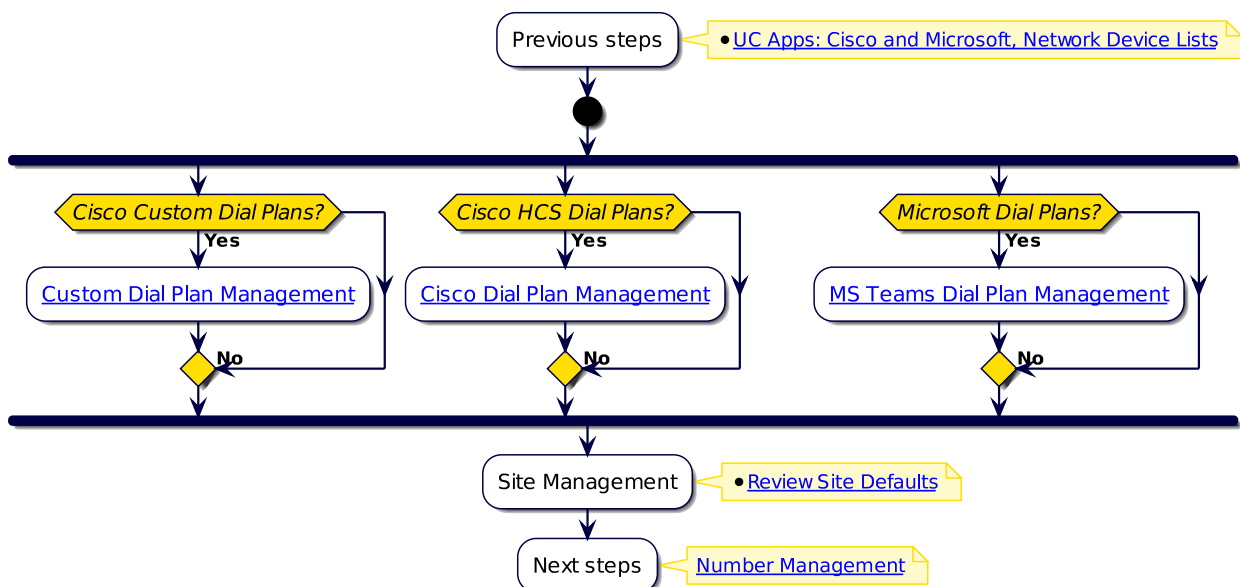 Previous steps
UC Apps: Cisco and Microsoft, Network Device Lists
Cisco Custom Dial Plans?
Cisco HCS Dial Plans?
Microsoft Dial Plans?
Yes
Yes
Yes
Custom Dial Plan Management
Cisco Dial Plan Management
MS Teams Dial Plan Management
No
No
No
Site Management
Review Site Defaults
Next steps
Number Management